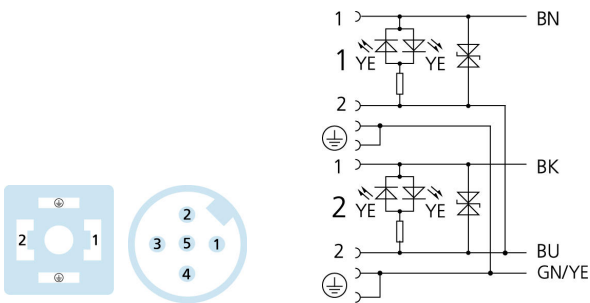 1 BN
1 YE YE
2
1 BK
2 YE YE
2 BU
GN/YE
2 1
2
3 5 1
4